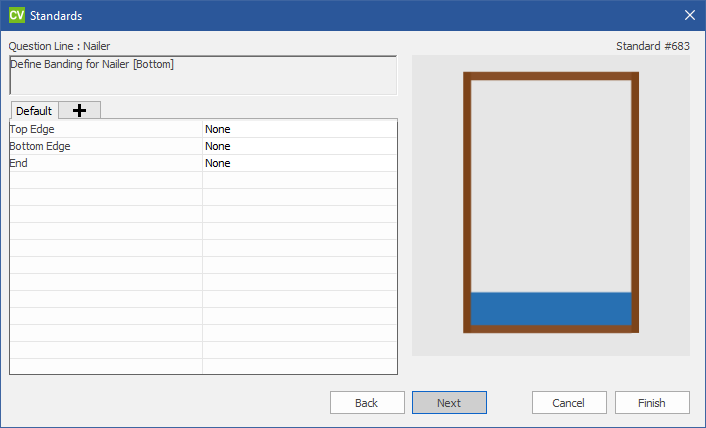 CV Standards
Question Line : Nailer
Standard #683
Define Banding for Nailer [Bottom]
Default
Top Edge None
Bottom Edge None
End None
Back Next Cancel Finish